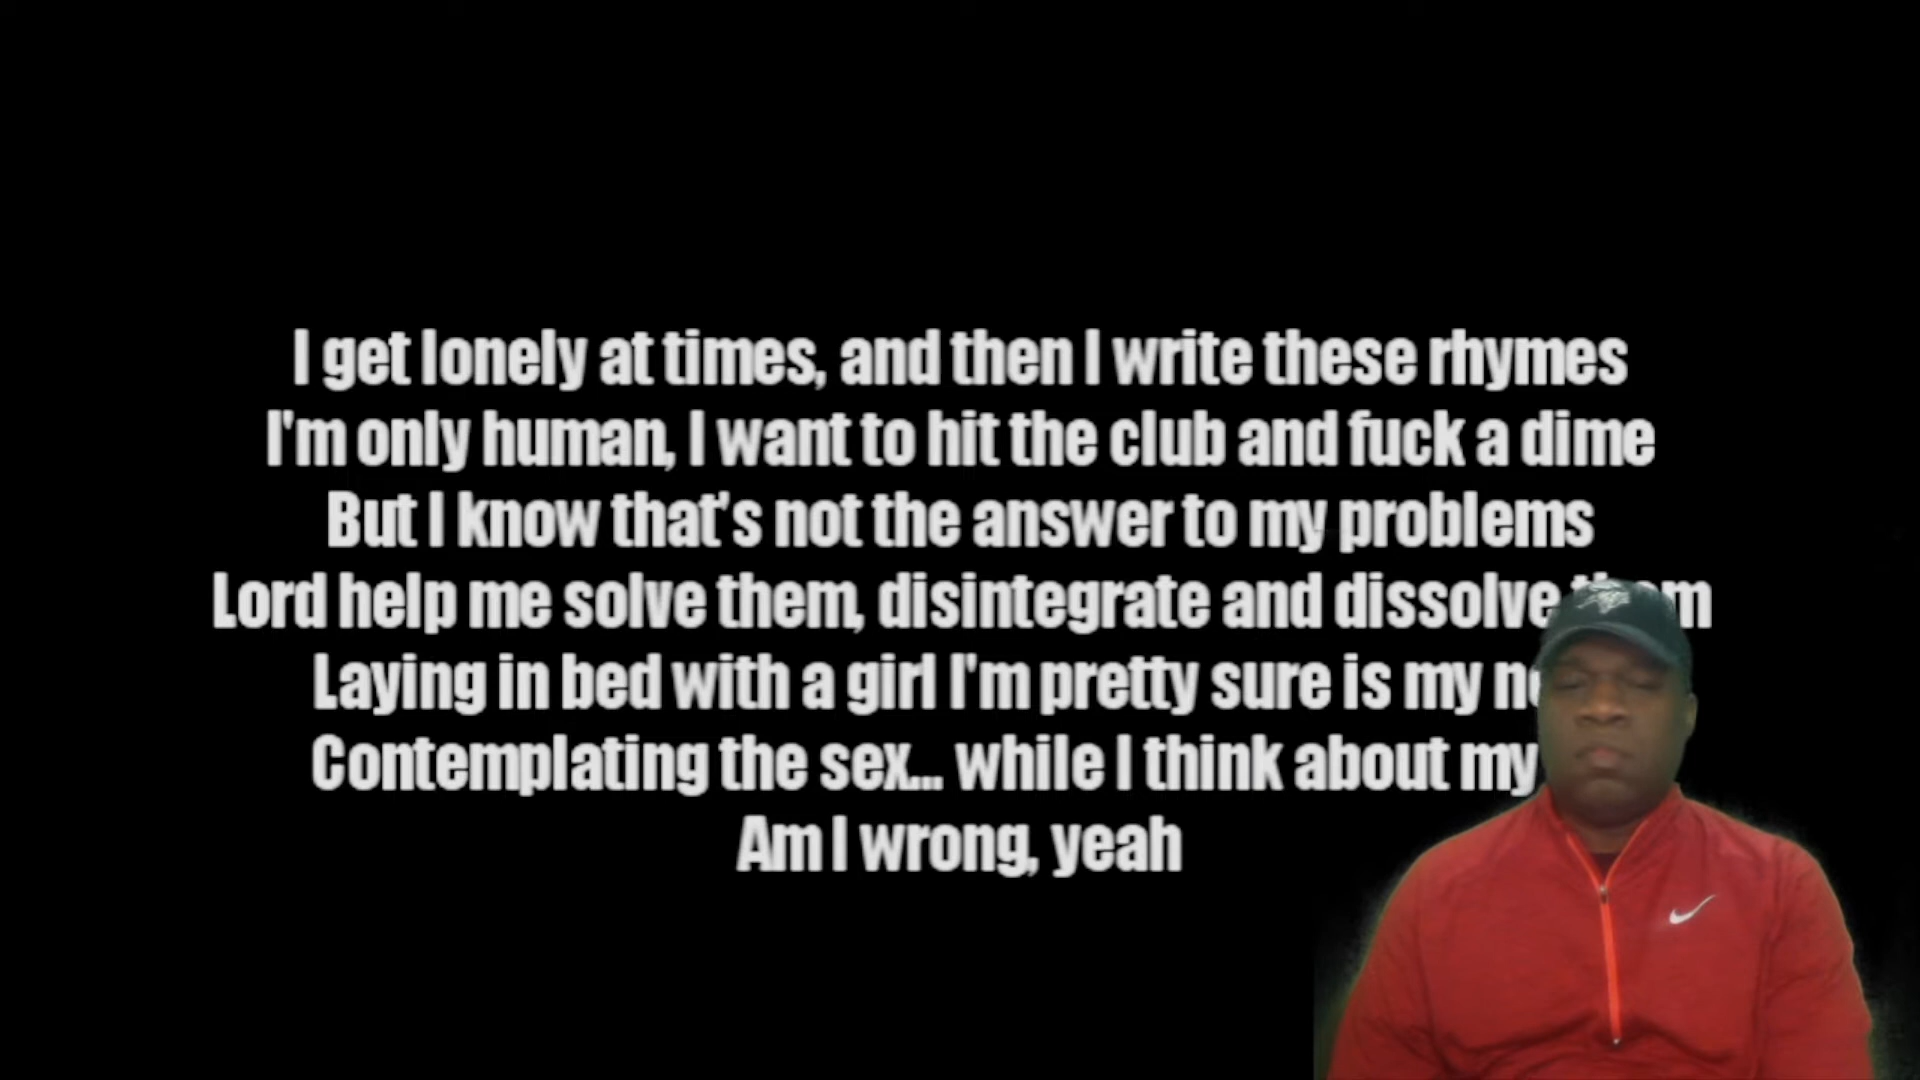 I get lonely at times, and then I write these rhymes
I'm only human, I want to hit the club and fuck a dime
But I know that's not the answer to my problems
Lord help me solve them, disintegrate and dissolve
Laying in bed with a girl I'm pretty sure is my
Contemplating the sex... while I think about my
Am I wrong, yeah